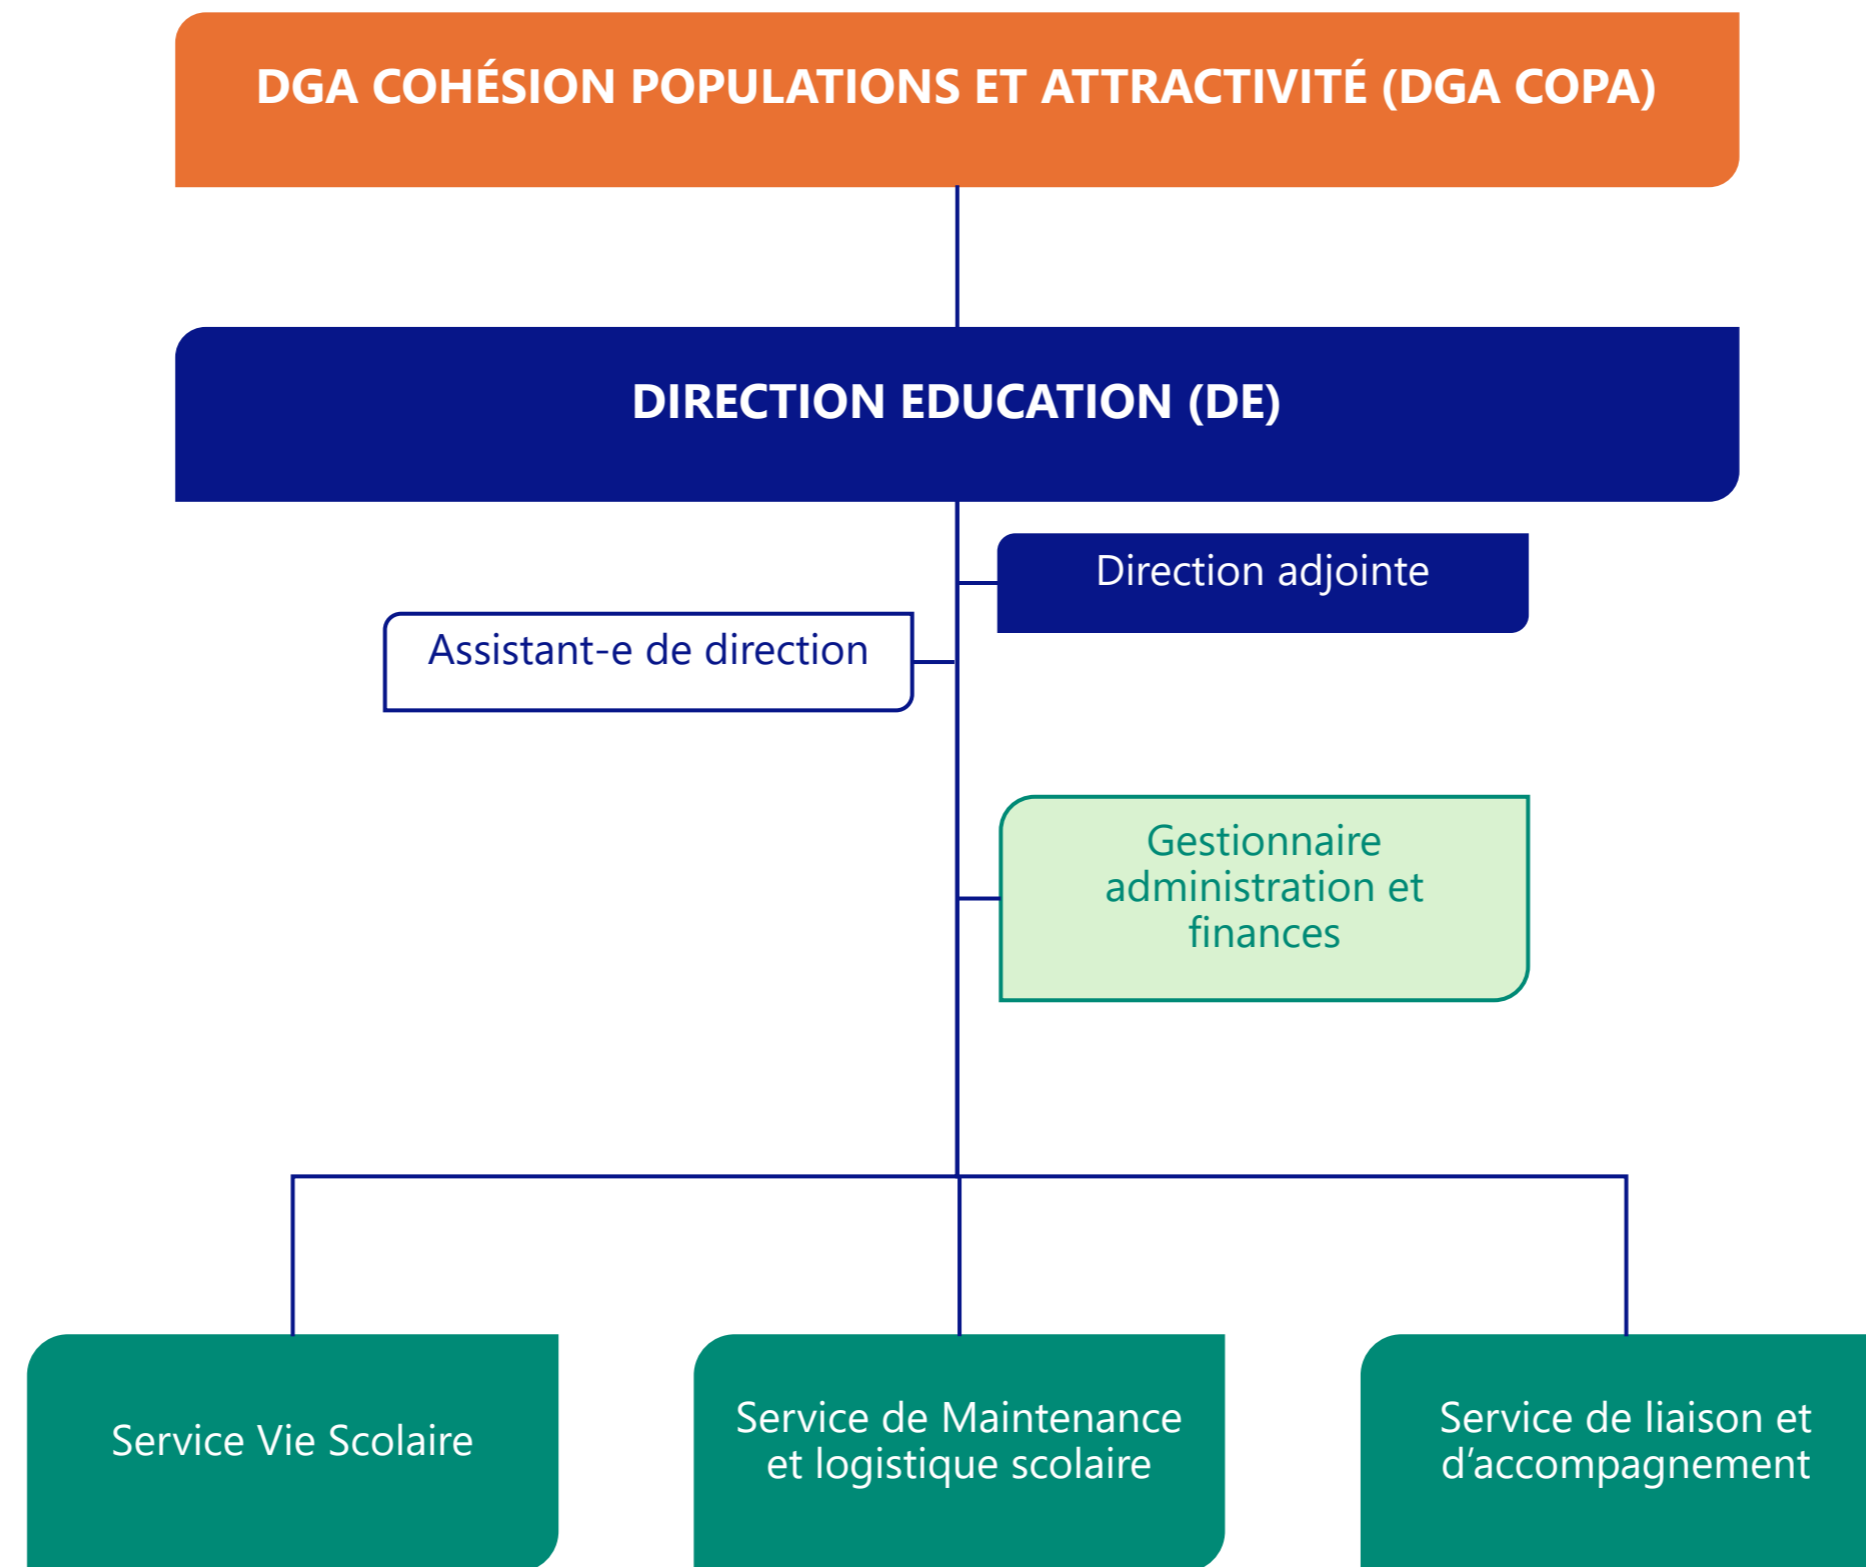 DGA COHÉSION POPULATIONS ET ATTRACTIVITÉ (DGA COPA)
DIRECTION EDUCATION (DE)
Direction adjointe
Assistant-e de direction
Gestionnaire
administration et
finances
Service Vie Scolaire
Service de Maintenance
et logistique scolaire
Service de liaison et
d’accompagnement